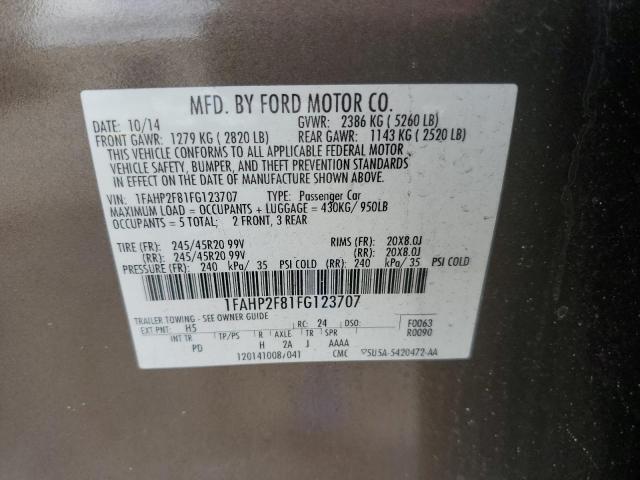 MFD. BY FORD MOTOR CO.
DATE: 10/14 GVWR: 2386 KG ( 5260 LB)
FRONT GAWR: 1279 KG ( 2820 LB) REAR GAWR: 1143 KG ( 2520 LB)
THIS VEHICLE CONFORMS TO ALL APPLICABLE FEDERAL MOTOR
VEHICLE SAFETY, BUMPER, AND THEFT PREVENTION STANDARDS
IN EFFECT ON THE DATE OF MANUFACTURE SHOWN ABOVE.
VIN: 1FAHP2F81FG123707 TYPE: Passenger Car
MAXIMUM LOAD = OCCUPANTS + LUGGAGE = 430KG/ 950LB
OCCUPANTS = 5 TOTAL; 2 FRONT, 3 REAR
TIRE (FR): 245/45R20 99V RIMS (FR): 20X8.0J
(RR): 245/45R20 99V (RR): 20X8.0J
PRESSURE (FR): 240 kPa/ 35 PSI COLD (RR): 240 kPa/ 35 PSI COLD
1FAHP2F81FG123707
TRAILER TOWING - SEE OWNER GUIDE
EXT PNT: H5 RC: 24 DSO: F0063
R0090
INT TR TP/PS R AXLE TR SPR
PD H 2A J AAAA
120141008/041 CMC 5U5A-5420472-AA